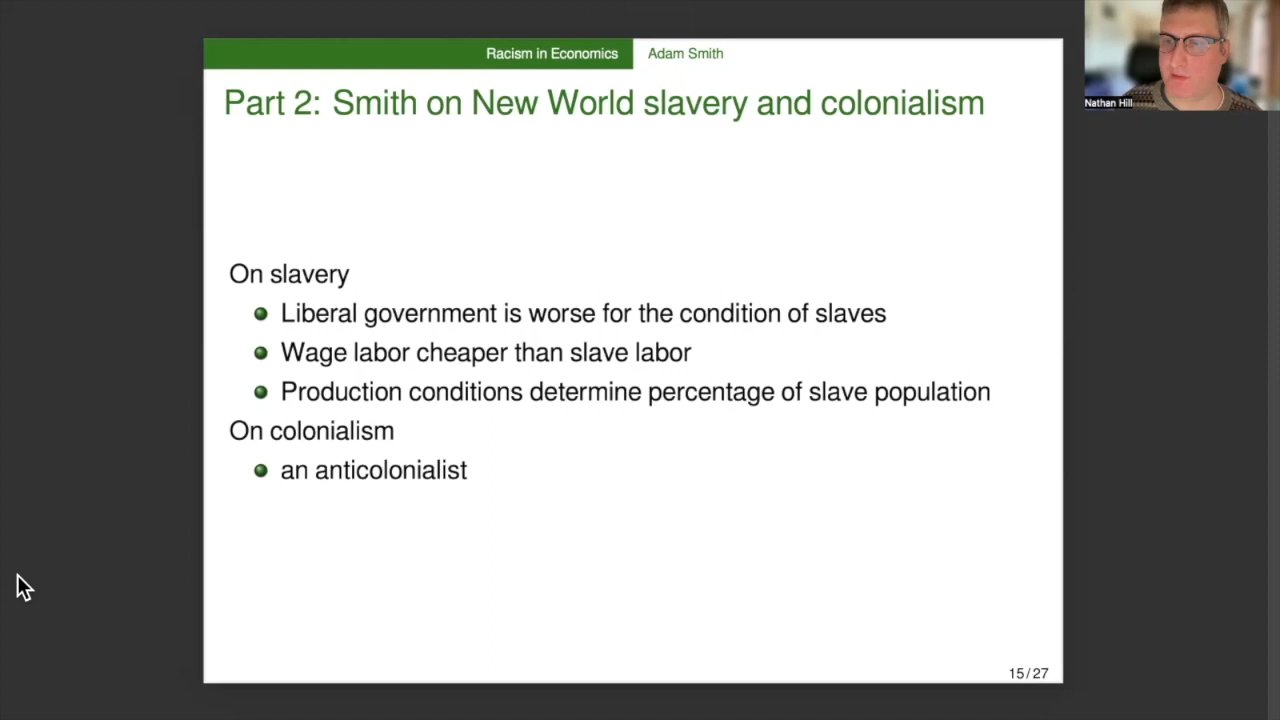 Racism in Economics Adam Smith
Part 2: Smith on New World slavery and colonialism
Nathan Hill
On slavery
Liberal government is worse for the condition of slaves
Wage labor cheaper than slave labor
Production conditions determine percentage of slave population
On colonialism
an anticolonialist
15/27